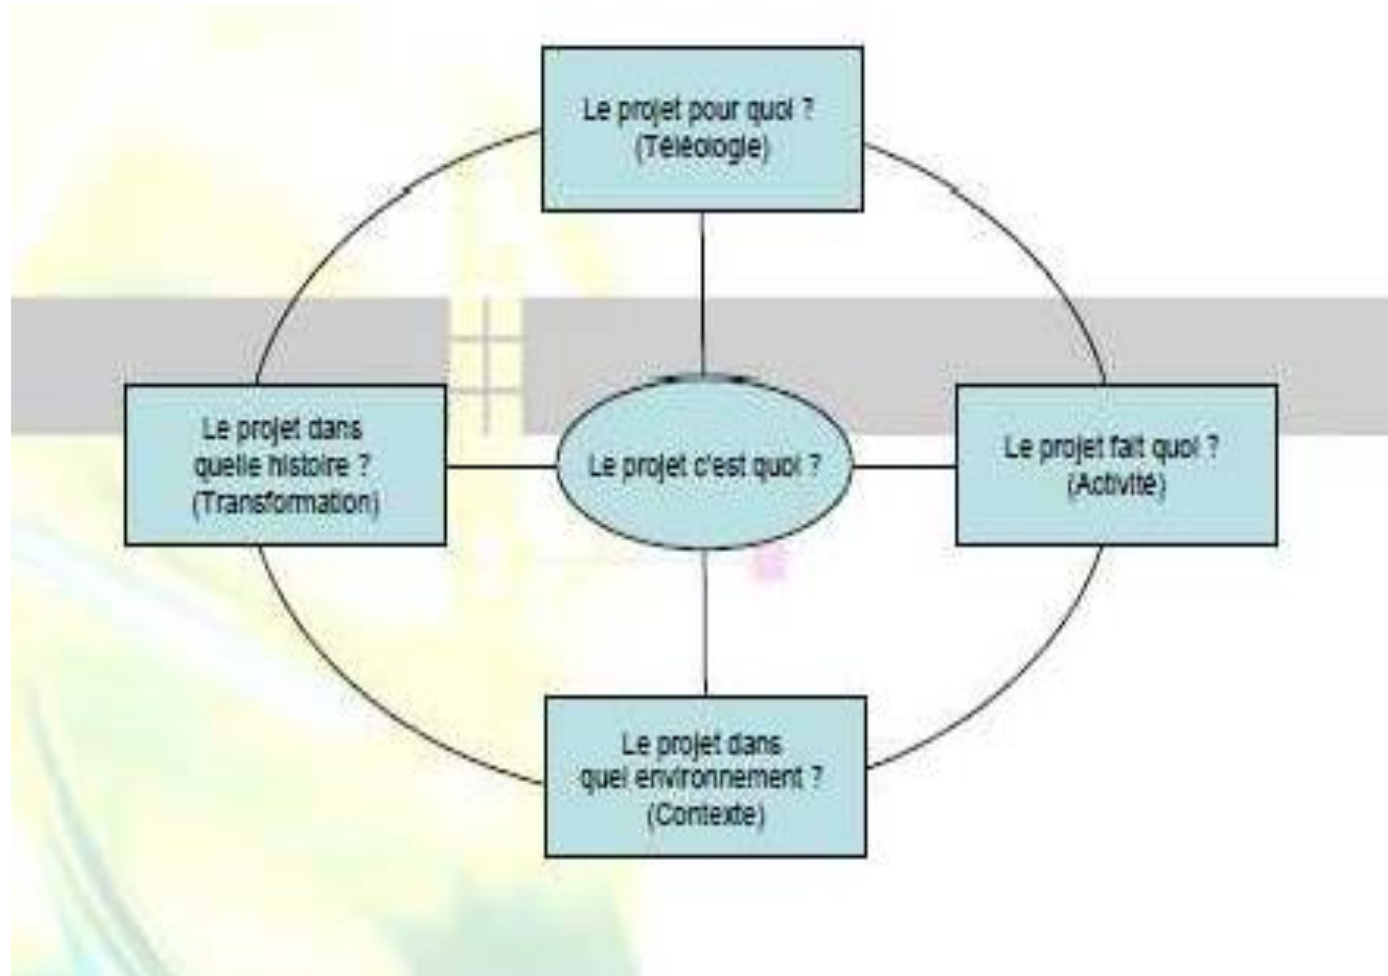 Le projet pour quoi ?
(Téléologie)
Le projet dans
quelle histoire ?
(Transformation)
Le projet c'est quoi ?
Le projet fait quoi ?
(Activité)
Le projet dans
quel environnement ?
(Contexte)